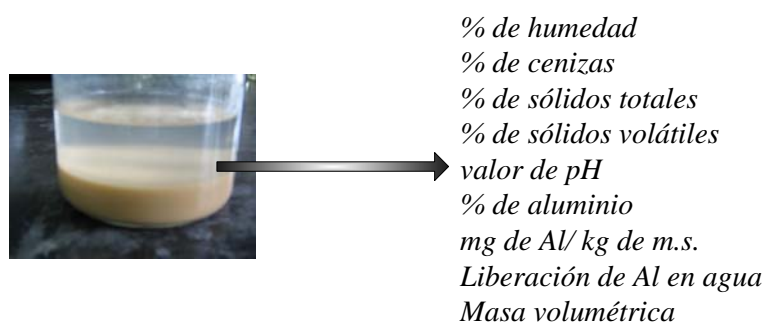 % de humedad
% de cenizas
% de sólidos totales
% de sólidos volátiles
valor de pH
% de aluminio
mg de Al/ kg de m.s.
Liberación de Al en agua
Masa volumétrica